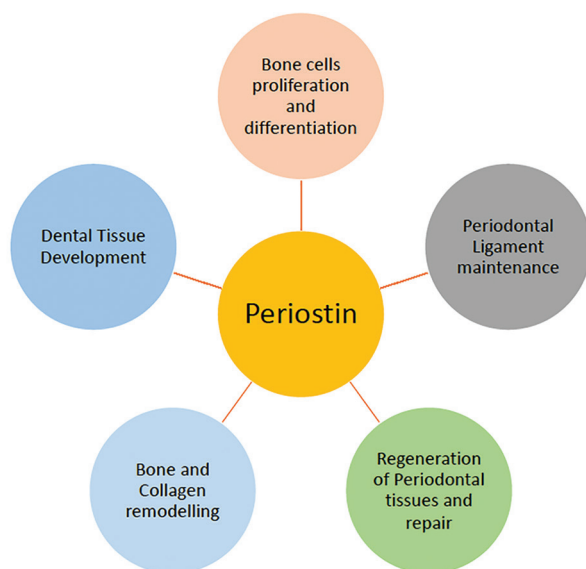 Bone cells
proliferation
and
differentiation
Dental Tissue
Development
Periodontal
Ligament
maintenance
Periostin
Bone and
Collagen
remodelling
Regeneration
of Periodontal
tissues and
repair